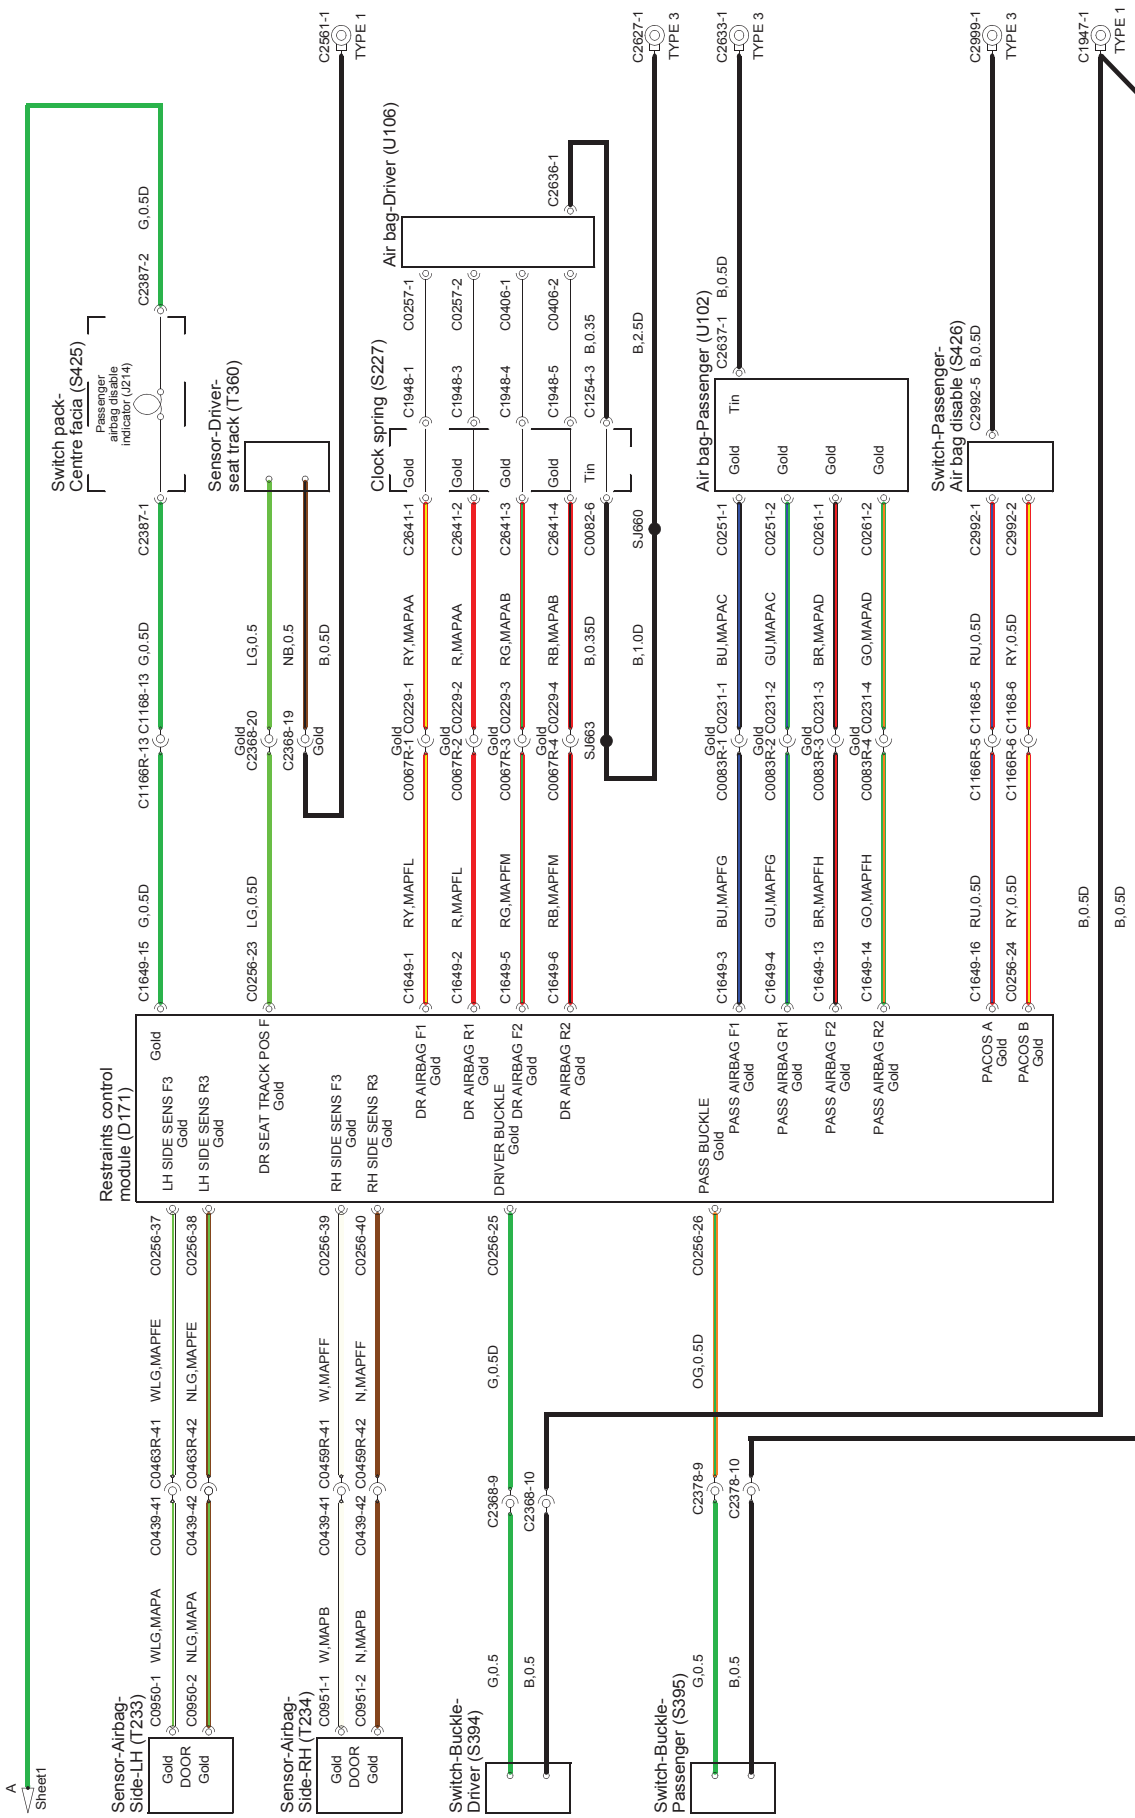 A
Sheet1
Switch pack-
Centre facia (S425)
Passenger
airbag disable
indicator (U214)
C2387-2
G,0.5D
C2387-1
G,0.5D
C1168-13
C1166R-13
G,0.5D
C1649-15
Sensor-Driver-
seat track (T360)
LG,0.5
NB,0.5
B,0.5D
Gold
C2368-20
C2368-19
Gold
LG,0.5D
C0256-23
C2561-1
TYPE 1
Air bag-Driver (U106)
C2636-1
C0257-1
C0257-2
C0406-1
C0406-2
B,0.35
C1948-1
C1948-3
C1948-4
C1948-5
C1254-3
Clock spring (S227)
Gold
Gold
Gold
Gold
Tin
C2641-1
C2641-2
C2641-3
C2641-4
C0082-6
RY,MAPAA
R,MAPAA
RG,MAPAB
RB,MAPAB
B,0.35D
B,1.0D
B,2.5D
SJ660
SJ663
C2627-1
TYPE 3
C0229-1
C0229-2
C0229-3
C0229-4
Gold
Gold
Gold
Gold
C0067R-1
C0067R-2
C0067R-3
C0067R-4
RY,MAPFL
R,MAPFL
RG,MAPFM
RB,MAPFM
C1649-1
C1649-2
C1649-5
C1649-6
C2633-1
TYPE 3
B,0.5D
C2637-1
Air bag-Passenger (U102)
Tin
Gold
Gold
Gold
Gold
C0251-1
C0251-2
C0261-1
C0261-2
BU,MAPAC
GU,MAPAC
BR,MAPAD
GO,MAPAD
C0231-1
C0231-2
C0231-3
C0231-4
Gold
Gold
Gold
Gold
C0083R-1
C0083R-2
C0083R-3
C0083R-4
BU,MAPFG
GU,MAPFG
BR,MAPFH
GO,MAPFH
C1649-3
C1649-4
C1649-13
C1649-14
C2999-1
TYPE 3
B,0.5D
C2992-5
Switch-Passenger-
Air bag disable (S426)
C2992-1
C2992-2
RU,0.5D
RY,0.5D
C1168-5
C1168-6
C1166R-5
C1166R-6
RU,0.5D
RY,0.5D
C1649-16
C0256-24
C1947-1
TYPE 1
B,0.5D
B,0.5D
Restraints control
module (D171)
Gold
LH SIDE SENS F3
Gold
LH SIDE SENS R3
Gold
DR SEAT TRACK POS F
Gold
RH SIDE SENS F3
Gold
RH SIDE SENS R3
Gold
DR AIRBAG F1
Gold
DR AIRBAG R1
Gold
DRIVER BUCKLE
Gold
DR AIRBAG F2
Gold
DR AIRBAG R2
Gold
PASS BUCKLE
Gold
PASS AIRBAG F1
Gold
PASS AIRBAG R1
Gold
PASS AIRBAG F2
Gold
PASS AIRBAG R2
Gold
PACOS A
Gold
PACOS B
Gold
C0256-37
C0256-38
C0256-39
C0256-40
C0256-25
C0256-26
WLG,MAPFE
NLG,MAPFE
W,MAPFF
N,MAPFF
G,0.5D
OG,0.5D
C0463R-41
C0463R-42
C0459R-41
C0459R-42
C0439-41
C0439-42
C0439-41
C0439-42
C2368-9
C2368-10
C2378-9
C2378-10
WLG,MAPA
NLG,MAPA
W,MAPB
N,MAPB
G,0.5
B,0.5
G,0.5
B,0.5
C0950-1
C0950-2
C0951-1
C0951-2
Sensor-Airbag-
Side-LH (T233)
Gold
DOOR
Gold
Sensor-Airbag-
Side-RH (T234)
Gold
DOOR
Gold
Switch-Buckle-
Driver (S394)
Switch-Buckle-
Passenger (S395)